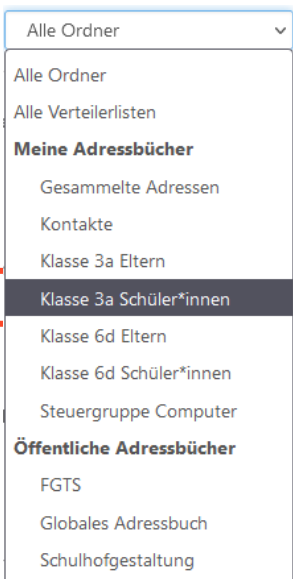 Alle Ordner
Alle Ordner
Alle Verteilerlisten
Meine Adressbücher
Gesammelte Adressen
Kontakte
Klasse 3a Eltern
Klasse 3a Schüler*innen
Klasse 6d Eltern
Klasse 6d Schüler*innen
Steuergruppe Computer
Öffentliche Adressbücher
FGTS
Globales Adressbuch
Schulhofgestaltung